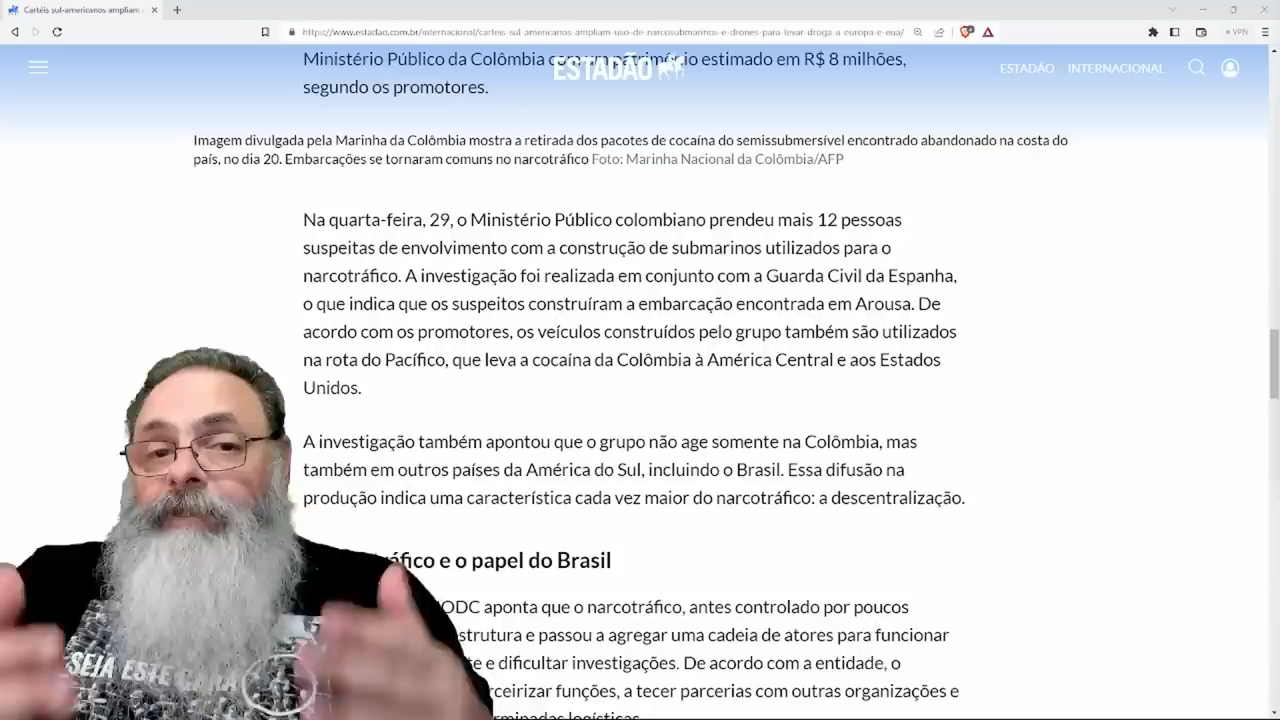 Cartéis sul-americanos ampliam
https://www.estadao.com.br/internacional/carteis-sul-americanos-ampliam-uso-de-narcosubmarinos-e-drones-para-levar-droga-a-europa-e-eua/
VPN
Ministério Público da Colômbia com um patrimônio estimado em R$ 8 milhões,
ESTADÃO
ESTADÃO INTERNACIONAL
segundo os promotores.
Imagem divulgada pela Marinha da Colômbia mostra a retirada dos pacotes de cocaína do semissubmersível encontrado abandonado na costa do
país, no dia 20. Embarcações se tornaram comuns no narcotráfico Foto: Marinha Nacional da Colômbia/AFP
Na quarta-feira, 29, o Ministério Público colombiano prendeu mais 12 pessoas
suspeitas de envolvimento com a construção de submarinos utilizados para o
narcotráfico. A investigação foi realizada em conjunto com a Guarda Civil da Espanha,
o que indica que os suspeitos construíram a embarcação encontrada em Arousa. De
acordo com os promotores, os veículos construídos pelo grupo também são utilizados
na rota do Pacífico, que leva a cocaína da Colômbia à América Central e aos Estados
Unidos.
A investigação também apontou que o grupo não age somente na Colômbia, mas
também em outros países da América do Sul, incluindo o Brasil. Essa difusão na
produção indica uma característica cada vez maior do narcotráfico: a descentralização.
áfico e o papel do Brasil
ODC aponta que o narcotráfico, antes controlado por poucos
strutura e passou a agregar uma cadeia de atores para funcionar
te e dificultar investigações. De acordo com a entidade, o
rceirizar funções, a tecer parcerias com outras organizações e
logísticas
SEJA ESTE